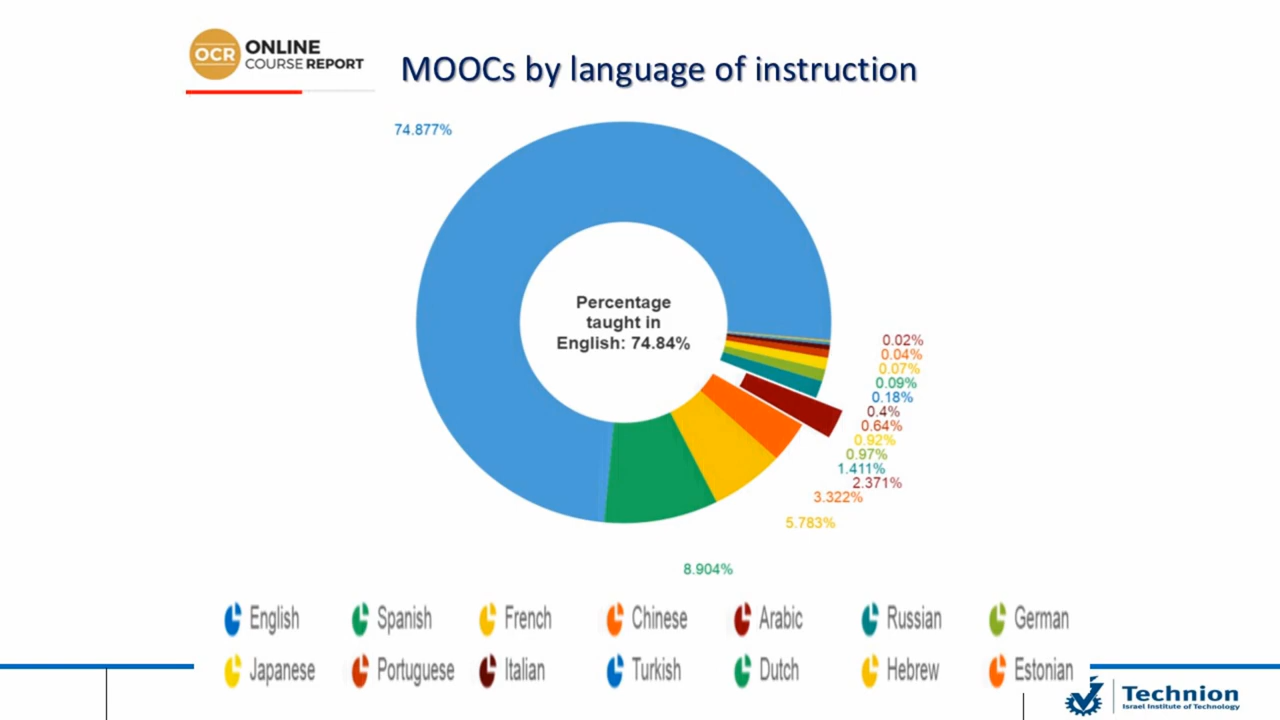 OCR ONLINE
COURSE REPORT
MOOCs by language of instruction
74.877%
Percentage
taught in
English: 74.84%
0.02%
0.04%
0.07%
0.09%
0.18%
0.4%
0.64%
0.92%
0.97%
1.411%
2.371%
3.322%
5.783%
8.904%
English Spanish French Chinese Arabic Russian German
Japanese Portuguese Italian Turkish Dutch Hebrew Estonian
Technion
Israel Institute of Technology